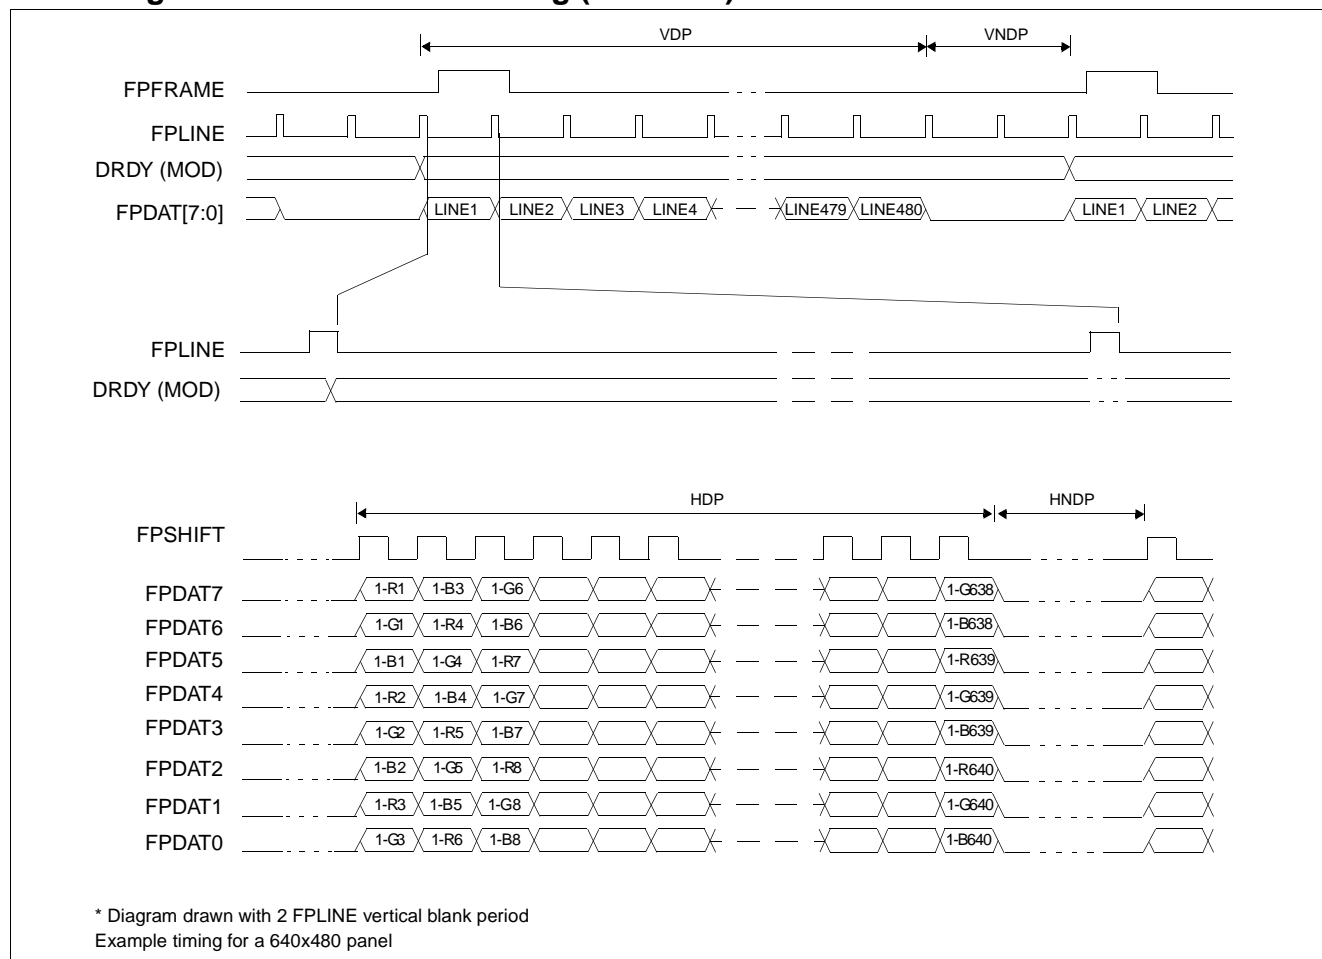 VDP VNDP
FPFRAME
FPLINE
DRDY (MOD)
FPDAT[7:0] LINE1 LINE2 LINE3 LINE4 LINE479 LINE480 LINE1 LINE2
FPLINE
DRDY (MOD)
HDP HNDP
FPSHIFT
FPDAT7 1-R1 1-B3 1-G6 1-G638
FPDAT6 1-G1 1-R4 1-B6 1-B638
FPDAT5 1-B1 1-G4 1-R7 1-R639
FPDAT4 1-R2 1-B4 1-G7 1-G639
FPDAT3 1-G2 1-R5 1-B7 1-B639
FPDAT2 1-B2 1-G5 1-R8 1-R640
FPDAT1 1-R3 1-B5 1-G8 1-G640
FPDAT0 1-G3 1-R6 1-B8 1-B640
* Diagram drawn with 2 FPLINE vertical blank period
Example timing for a 640x480 panel